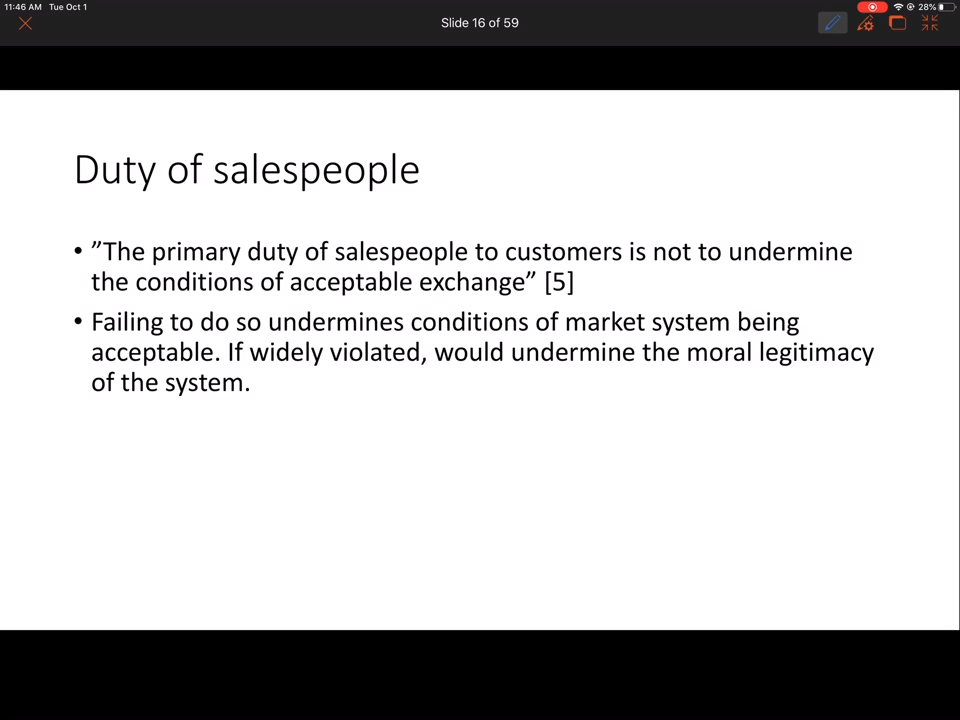 11:46 AM Tue Oct 1
28%
Slide 16 of 59
Duty of salespeople
• ”The primary duty of salespeople to customers is not to undermine
the conditions of acceptable exchange” [5]
• Failing to do so undermines conditions of market system being
acceptable. If widely violated, would undermine the moral legitimacy
of the system.